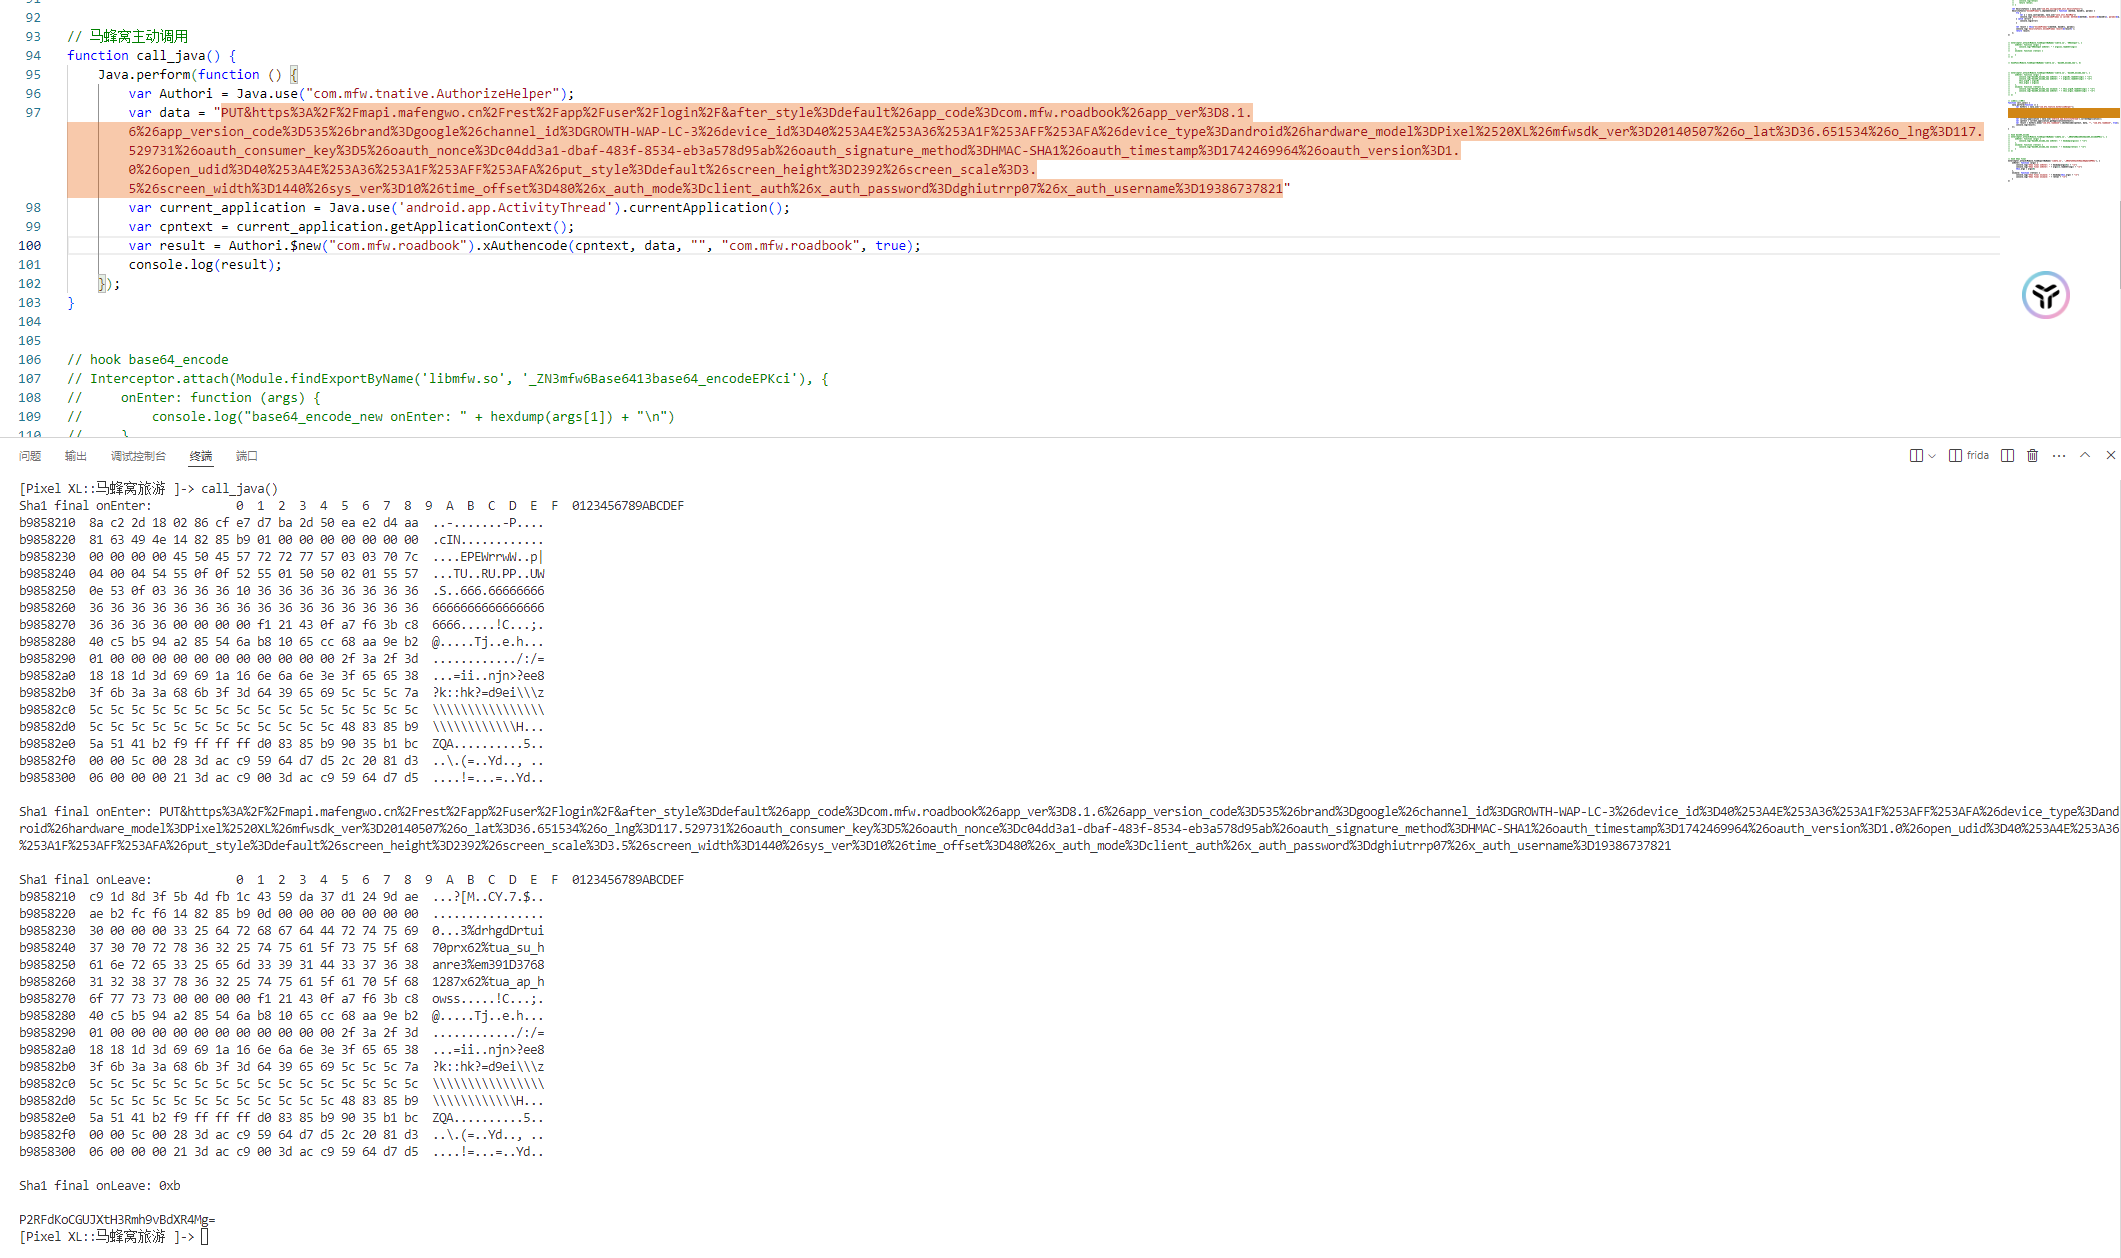 91
92
93 // 马蜂窝主动调用
94 function call_java() {
95 Java.perform(function () {
96 var Authori = Java.use("com.mfw.tnative.AuthorizeHelper");
97 var data = "PUT&https%3A%2F%2Fmapi.mafengwo.cn%2Frest%2Fapp%2Fuser%2Flogin%2F&after_style%3Ddefault%26app_code%3Dcom.mfw.roadbook%26app_ver%3D8.1.
6%26app_version_code%3D535%26brand%3Dgoogle%26channel_id%3DGROWTH-WAP-LC-3%26device_id%3D40%253A4E%253A36%253A1F%253AFF%253AFA%26device_type%3Dandroid%26hardware_model%3DPixel%2520XL%26mfwsdk_ver%3D20140507%26o_lat%3D36.651534%26o_lng%3D117.
529731%26oauth_consumer_key%3D5%26oauth_nonce%3Dc04dd3a1-dbaf-483f-8534-eb3a578d95ab%26oauth_signature_method%3DHMAC-SHA1%26oauth_timestamp%3D1742469964%26oauth_version%3D1.
0%26open_udid%3D40%253A4E%253A36%253A1F%253AFF%253AFA%26put_style%3Ddefault%26screen_height%3D2392%26screen_scale%3D3.
5%26screen_width%3D1440%26sys_ver%3D10%26time_offset%3D480%26x_auth_mode%3Dclient_auth%26x_auth_password%3Ddghiutrrp07%26x_auth_username%3D19386737821"
98 var current_application = Java.use('android.app.ActivityThread').currentApplication();
99 var cpntext = current_application.getApplicationContext();
100 var result = Authori.$new("com.mfw.roadbook").xAuthencode(cpntext, data, "", "com.mfw.roadbook", true);
101 console.log(result);
102 });
103 }
104
105
106 // hook base64_encode
107 // Interceptor.attach(Module.findExportByName('libmfw.so', '_ZN3mfw6Base6413base64_encodeEPKci'), {
108 // onEnter: function (args) {
109 // console.log("base64_encode_new onEnter: " + hexdump(args[1]) + "\n")
110 // }
问题 输出 调试控制台 终端 端口 frida
[Pixel XL::马蜂窝旅游 ]-> call_java()
Sha1 final onEnter: 0 1 2 3 4 5 6 7 8 9 A B C D E F 0123456789ABCDEF
b9858210 8a c2 2d 18 02 86 cf e7 d7 ba 2d 50 ea e2 d4 aa ..-.......-P....
b9858220 81 63 49 4e 14 82 85 b9 01 00 00 00 00 00 00 00 .cIN............
b9858230 00 00 00 00 45 50 45 57 72 72 77 57 03 03 70 7c ....EPEWrrwW..p|
b9858240 04 00 04 54 55 0f 0f 52 55 01 50 50 02 01 55 57 ...TU..RU.PP..UW
b9858250 0e 53 0f 03 36 36 36 10 36 36 36 36 36 36 36 36 .S..666.66666666
b9858260 36 36 36 36 36 36 36 36 36 36 36 36 36 36 36 36 6666666666666666
b9858270 36 36 36 36 00 00 00 00 f1 21 43 0f a7 f6 3b c8 6666.....!C...;.
b9858280 40 c5 b5 94 a2 85 54 6a b8 10 65 cc 68 aa 9e b2 @.....Tj..e.h...
b9858290 01 00 00 00 00 00 00 00 00 00 00 00 2f 3a 2f 3d ............/:/=
b98582a0 18 18 1d 3d 69 69 1a 16 6e 6a 6e 3e 3f 65 65 38 ...=ii..njn>?ee8
b98582b0 3f 6b 3a 3a 68 6b 3f 3d 64 39 65 69 5c 5c 5c 7a ?k::hk?=d9ei\\\z
b98582c0 5c 5c 5c 5c 5c 5c 5c 5c 5c 5c 5c 5c 5c 5c 5c 5c \\\\\\\\\\\\\\\\
b98582d0 5c 5c 5c 5c 5c 5c 5c 5c 5c 5c 5c 5c 48 83 85 b9 \\\\\\\\\\\\H...
b98582e0 5a 51 41 b2 f9 ff ff ff d0 83 85 b9 90 35 b1 bc ZQA..........5..
b98582f0 00 00 5c 00 28 3d ac c9 59 64 d7 d5 2c 20 81 d3 ..\.(=..Yd.., ..
b9858300 06 00 00 00 21 3d ac c9 00 3d ac c9 59 64 d7 d5 ....!=...=..Yd..
Sha1 final onEnter: PUT&https%3A%2F%2Fmapi.mafengwo.cn%2Frest%2Fapp%2Fuser%2Flogin%2F&after_style%3Ddefault%26app_code%3Dcom.mfw.roadbook%26app_ver%3D8.1.6%26app_version_code%3D535%26brand%3Dgoogle%26channel_id%3DGROWTH-WAP-LC-3%26device_id%3D40%253A4E%253A36%253A1F%253AFF%253AFA%26device_type%3Dand
roid%26hardware_model%3DPixel%2520XL%26mfwsdk_ver%3D20140507%26o_lat%3D36.651534%26o_lng%3D117.529731%26oauth_consumer_key%3D5%26oauth_nonce%3Dc04dd3a1-dbaf-483f-8534-eb3a578d95ab%26oauth_signature_method%3DHMAC-SHA1%26oauth_timestamp%3D1742469964%26oauth_version%3D1.0%26open_udid%3D40%253A4E%253A36
%253A1F%253AFF%253AFA%26put_style%3Ddefault%26screen_height%3D2392%26screen_scale%3D3.5%26screen_width%3D1440%26sys_ver%3D10%26time_offset%3D480%26x_auth_mode%3Dclient_auth%26x_auth_password%3Ddghiutrrp07%26x_auth_username%3D19386737821
Sha1 final onLeave: 0 1 2 3 4 5 6 7 8 9 A B C D E F 0123456789ABCDEF
b9858210 c9 1d 8d 3f 5b 4d fb 1c 43 59 da 37 d1 24 9d ae ...?[M..CY.7.$..
b9858220 ae b2 fc f6 14 82 85 b9 0d 00 00 00 00 00 00 00 ................
b9858230 30 00 00 00 33 25 64 72 68 67 64 44 72 74 75 69 0...3%drhgdDrtui
b9858240 37 30 70 72 78 36 32 25 74 75 61 5f 73 75 5f 68 70prx62%tua_su_h
b9858250 61 6e 72 65 33 25 65 6d 33 39 31 44 33 37 36 38 anre3%em391D3768
b9858260 31 32 38 37 78 36 32 25 74 75 61 5f 61 70 5f 68 1287x62%tua_ap_h
b9858270 6f 77 73 73 00 00 00 00 f1 21 43 0f a7 f6 3b c8 owss.....!C...;.
b9858280 40 c5 b5 94 a2 85 54 6a b8 10 65 cc 68 aa 9e b2 @.....Tj..e.h...
b9858290 01 00 00 00 00 00 00 00 00 00 00 00 2f 3a 2f 3d ............/:/=
b98582a0 18 18 1d 3d 69 69 1a 16 6e 6a 6e 3e 3f 65 65 38 ...=ii..njn>?ee8
b98582b0 3f 6b 3a 3a 68 6b 3f 3d 64 39 65 69 5c 5c 5c 7a ?k::hk?=d9ei\\\z
b98582c0 5c 5c 5c 5c 5c 5c 5c 5c 5c 5c 5c 5c 5c 5c 5c 5c \\\\\\\\\\\\\\\\
b98582d0 5c 5c 5c 5c 5c 5c 5c 5c 5c 5c 5c 5c 48 83 85 b9 \\\\\\\\\\\\H...
b98582e0 5a 51 41 b2 f9 ff ff ff d0 83 85 b9 90 35 b1 bc ZQA..........5..
b98582f0 00 00 5c 00 28 3d ac c9 59 64 d7 d5 2c 20 81 d3 ..\.(=..Yd.., ..
b9858300 06 00 00 00 21 3d ac c9 00 3d ac c9 59 64 d7 d5 ....!=...=..Yd..
Sha1 final onLeave: 0xb
P2RFdKoCGUJXtH3Rmh9vBdXR4Mg=
[Pixel XL::马蜂窝旅游 ]->